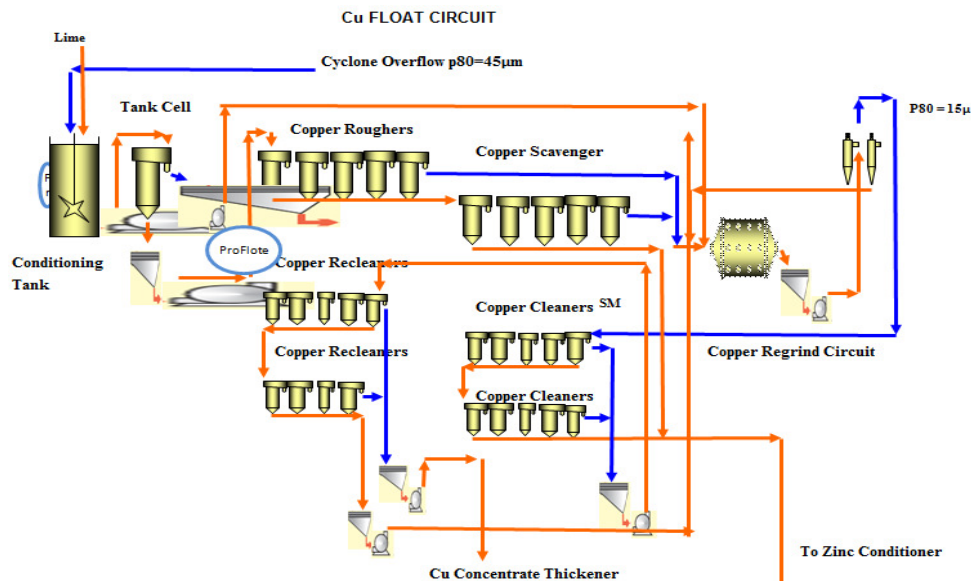 Cu FLOAT CIRCUIT
Lime
Cyclone Overflow p80=45μm
Tank Cell
P80 = 15μ
Copper Roughers
Copper Scavenger
ProFlote
Conditioning
Tank
Copper Recleaners
Copper Cleaners SM
Copper Recleaners
Copper Regrind Circuit
Copper Cleaners
To Zinc Conditioner
Cu Concentrate Thickener